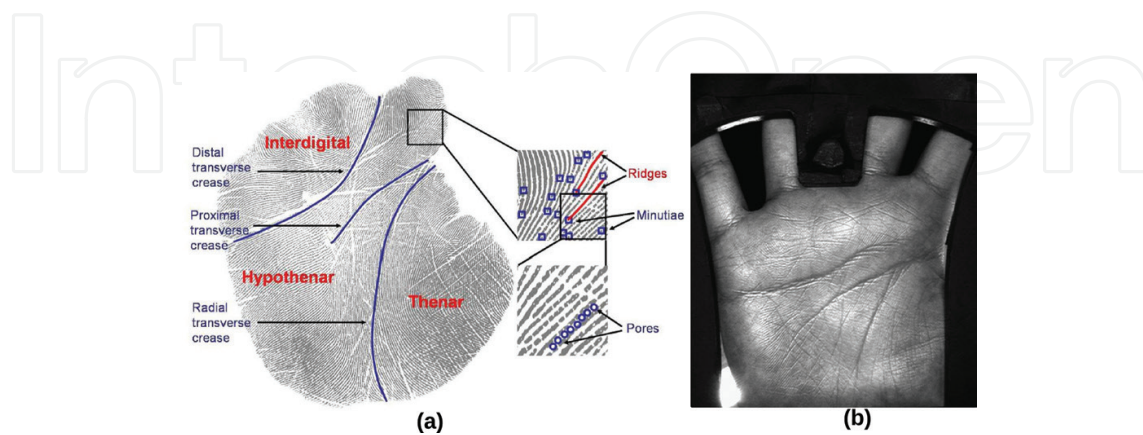 IntechOpen
Interdigital
Distal
transverse
crease
Proximal
transverse
crease
Hypothenar
Thenar
Radial
transverse
crease
Ridges
Minutiae
Pores
(a)
(b)